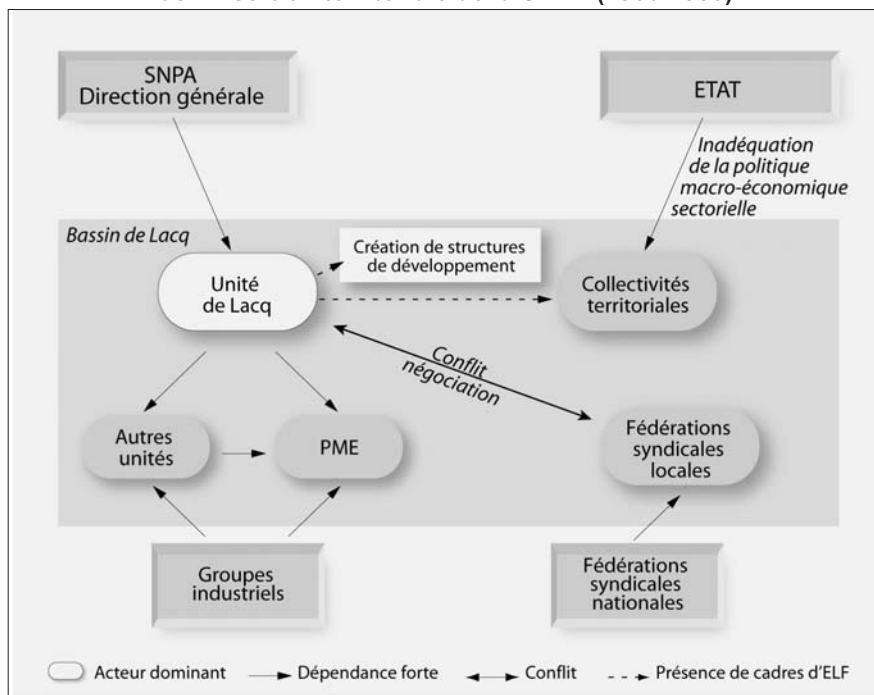 SNPA
Direction générale
ETAT
Inadéquation
de la politique
macro-économique
sectorielle
Bassin de Lacq
Création de structures
de développement
Unité
de Lacq
Collectivités
territoriales
Conflit
négociation
Autres
unités
PME
Fédérations
syndicales
locales
Groupes
industriels
Fédérations
syndicales
nationales
Acteur dominant
Dépendance forte
Conflit
Présence de cadres d'ELF